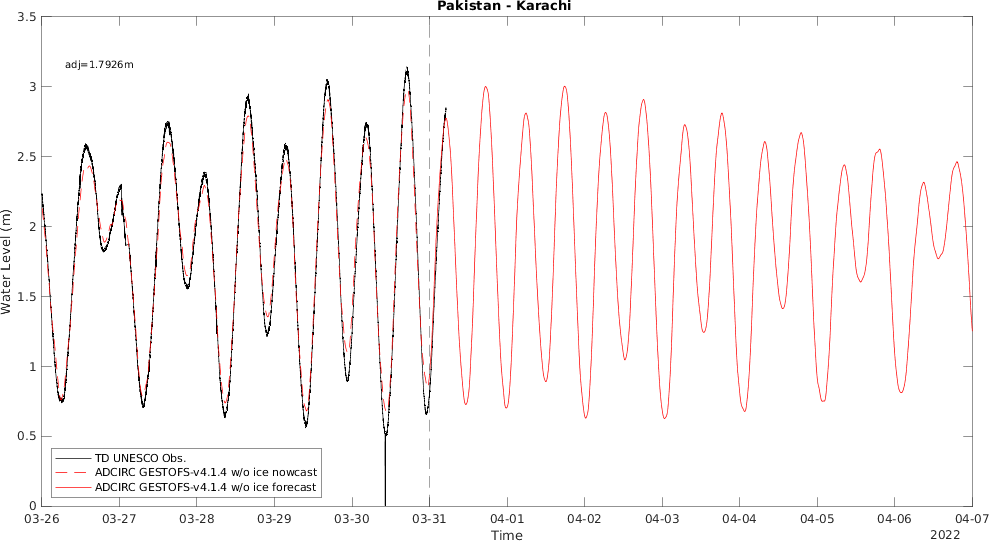 Pakistan - Karachi
3.5
adj=1.7926m
3
2.5
2
1.5
1
0.5
0
Water Level (m)
TD UNESCO Obs.
ADCIRC GESTOFS-v4.1.4 w/o ice nowcast
ADCIRC GESTOFS-v4.1.4 w/o ice forecast
03-26 03-27 03-28 03-29 03-30 03-31 04-01 04-02 04-03 04-04 04-05 04-06 04-07
Time
2022